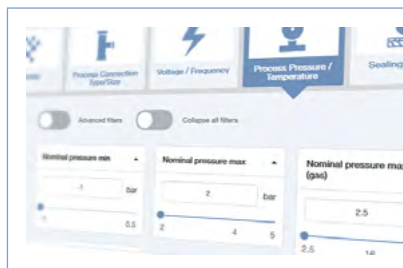 Process Connection
Type/Size
Voltage / Frequency
Process Pressure /
Temperature
Sealing
Advanced filters
Collapse all filters
Nominal pressure min
-1
bar
-1
0.5
Nominal pressure max
2
bar
2
4
5
Nominal pressure max
(gas)
2.5
2.5
16